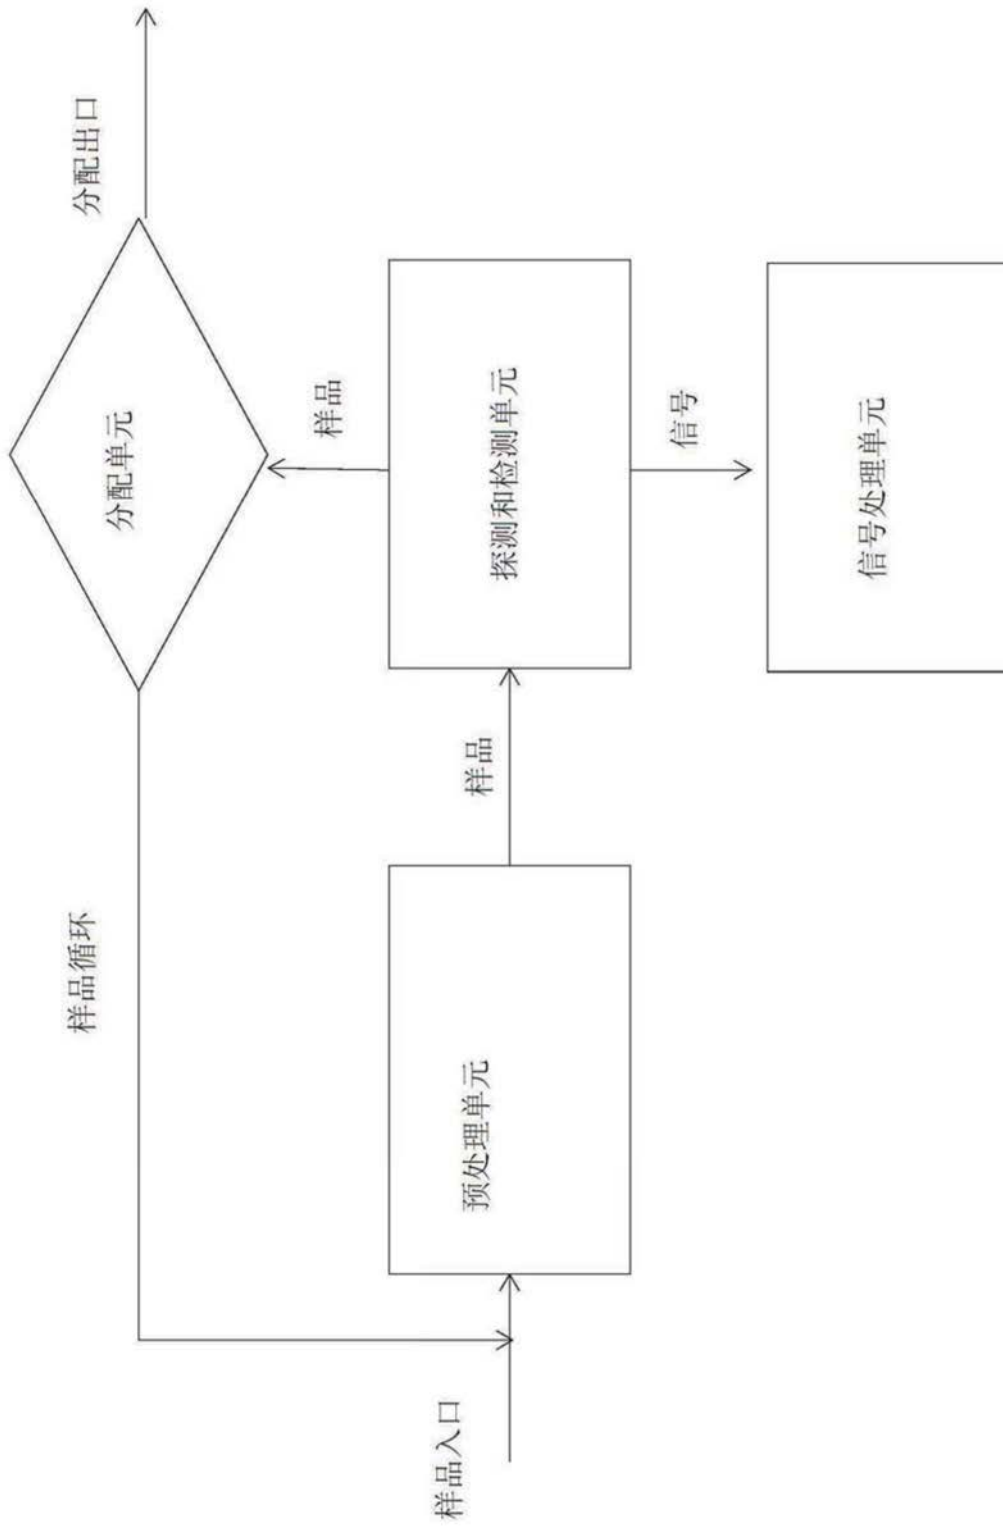 样品循环
分配单元
分配出口
样品
样品入口
预处理单元
样品
探测和检测单元
信号
信号处理单元